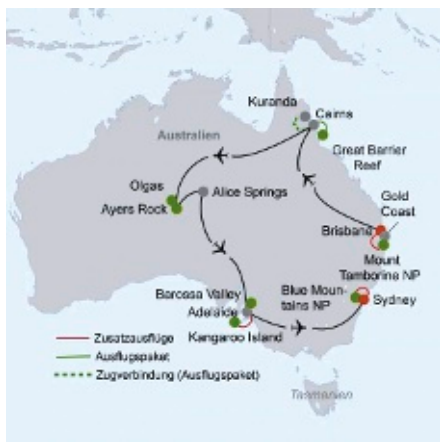 Kuranda
Cairns
Australien
Great Barrier
Reef
Olgas
Alice Springs
Ayers Rock
Gold
Coast
Brisbane
Mount
Tamborine NP
Barossa Valley
Blue Moun-
tains NP
Adelaide
Sydney
Kangaroo Island
Zusatzausflüge
Ausflugspaket
Zugverbindung (Ausflugspaket)
Tasmanien